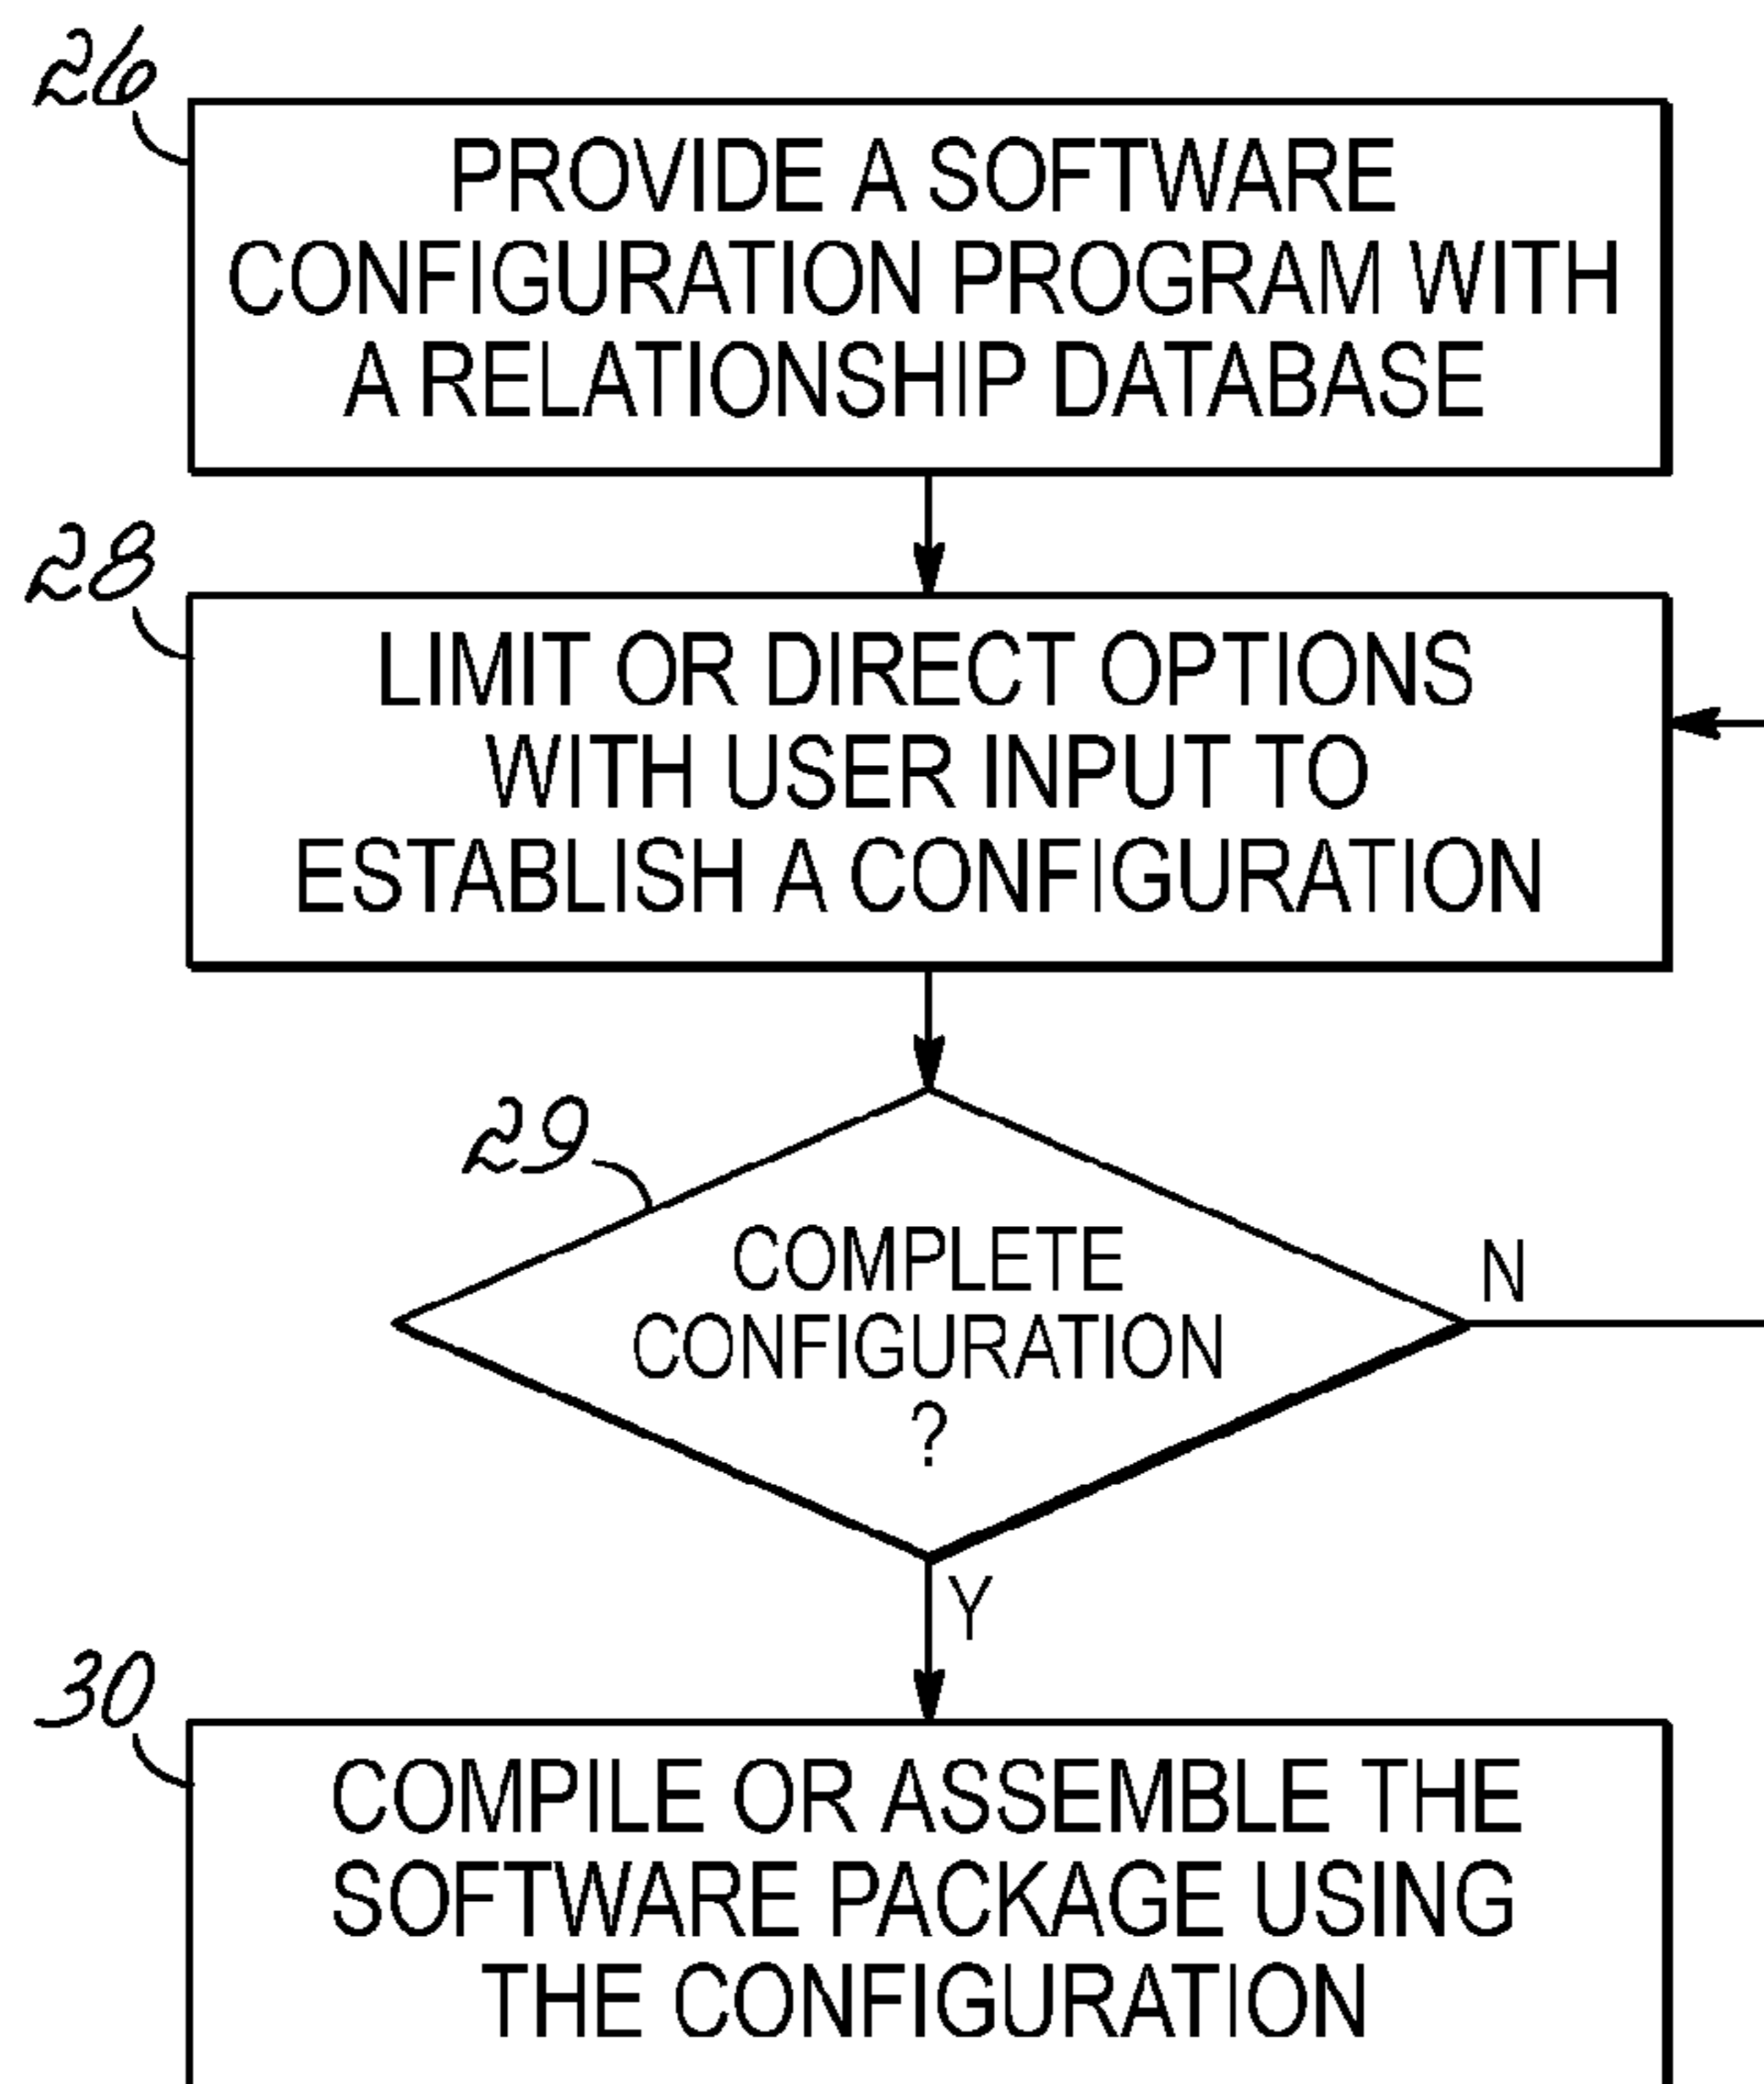 26
PROVIDE A SOFTWARE
CONFIGURATION PROGRAM WITH
A RELATIONSHIP DATABASE
28
LIMIT OR DIRECT OPTIONS
WITH USER INPUT TO
ESTABLISH A CONFIGURATION
29
COMPLETE
CONFIGURATION
?
N
Y
30
COMPILE OR ASSEMBLE THE
SOFTWARE PACKAGE USING
THE CONFIGURATION